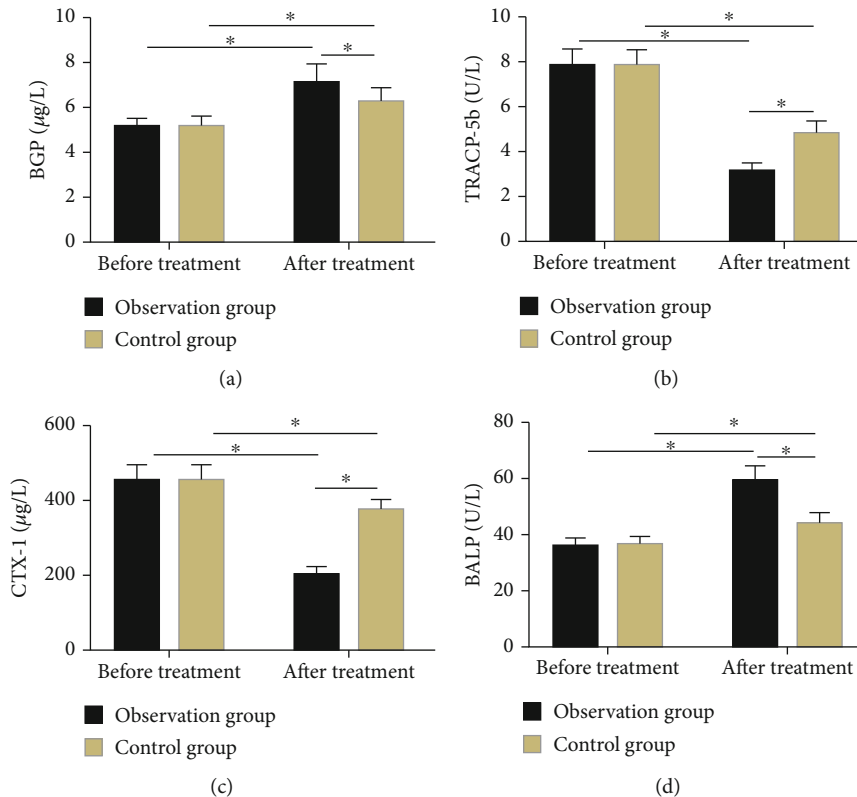 10
8
6
4
2
0
BGP (μg/L)
*
*
*
Before treatment
After treatment
Observation group
Control group
(a)
10
8
6
4
2
0
TRACP-5b (U/L)
*
*
*
Before treatment
After treatment
Observation group
Control group
(b)
600
400
200
0
CTX-1 (μg/L)
*
*
*
Before treatment
After treatment
Observation group
Control group
(c)
80
60
40
20
0
BALP (U/L)
*
*
*
Before treatment
After treatment
Observation group
Control group
(d)